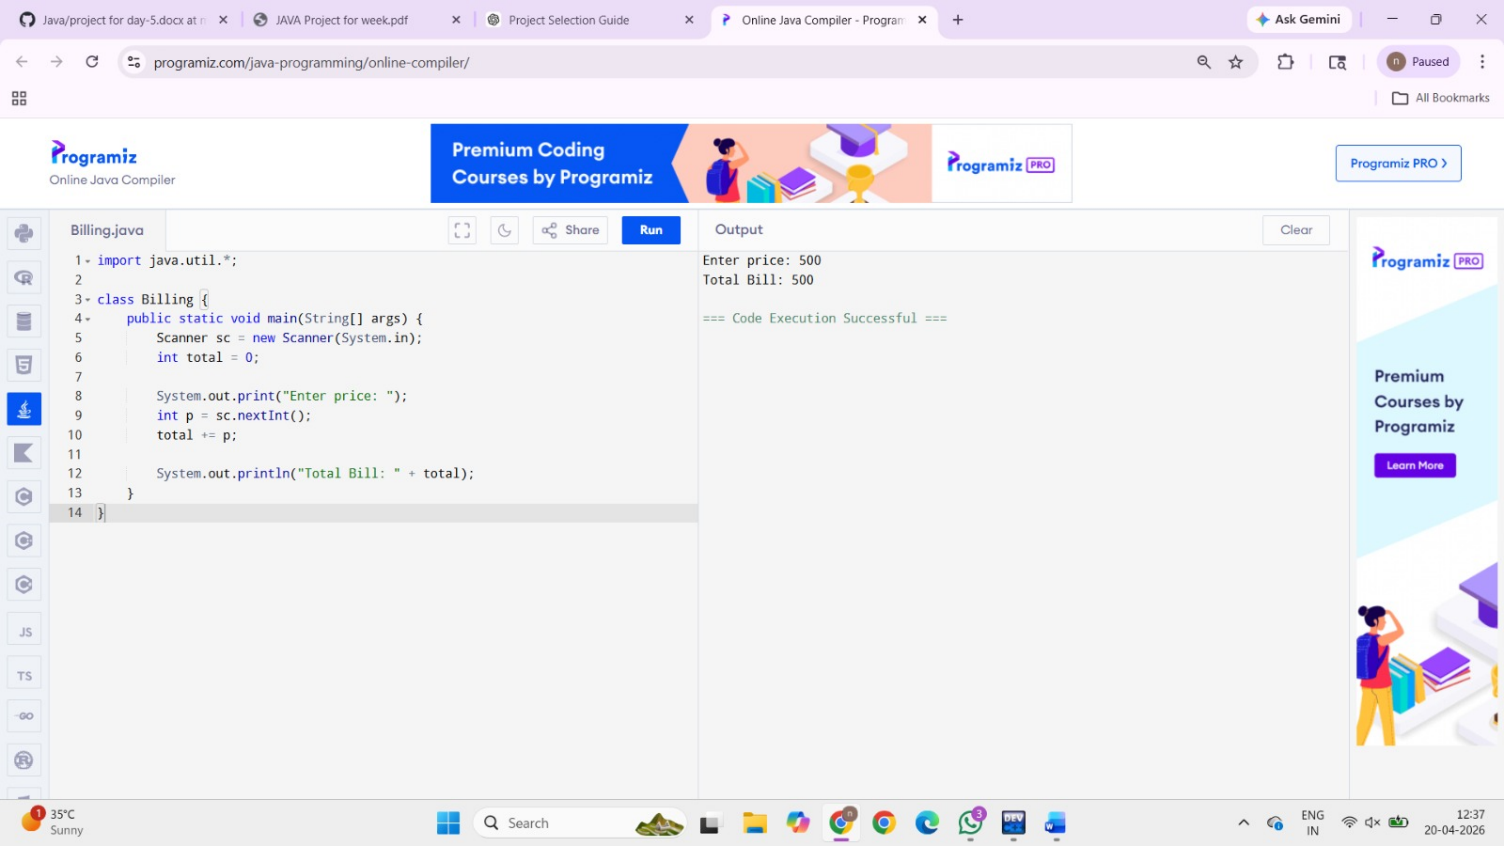 Java/project for day-5.docx at m
JAVA Project for week.pdf
Project Selection Guide
Online Java Compiler - Program
Ask Gemini
programiz.com/java-programming/online-compiler/
n
Paused
All Bookmarks
Programiz
Online Java Compiler
Premium Coding
Courses by Programiz
Programiz PRO
Programiz PRO
Billing.java
Share
Run
Output
Clear
1 import java.util.*;
2
3 class Billing {
4 public static void main(String[] args) {
5 Scanner sc = new Scanner(System.in);
6 int total = 0;
7
8 System.out.print("Enter price: ");
9 int p = sc.nextInt();
10 total += p;
11
12 System.out.println("Total Bill: " + total);
13 }
14 }
Enter price: 500
Total Bill: 500
=== Code Execution Successful ===
JS
TS
GO
Programiz PRO
Premium
Courses by
Programiz
Learn More
1
35°C
Sunny
Search
n
3
DEV
W
ENG
IN
12:37
20-04-2026